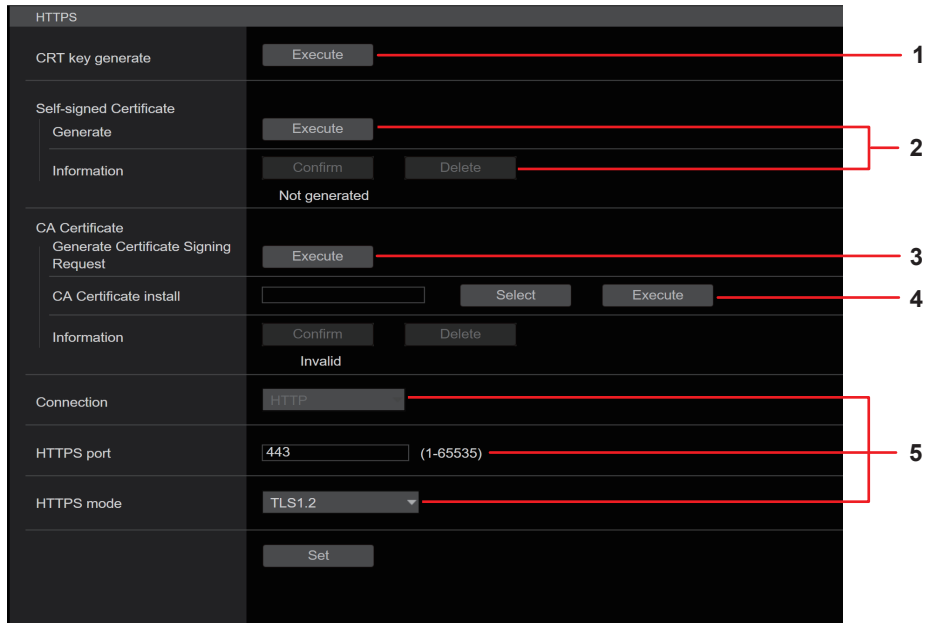 HTTPS
CRT key generate Execute 1
Self-signed Certificate
Generate Execute
2
Information Confirm Delete
Not generated
CA Certificate
Generate Certificate Signing
Request Execute 3
CA Certificate install Select Execute 4
Information Confirm Delete
Invalid
Connection HTTP
HTTPS port 443 (1-65535) 5
HTTPS mode TLS1.2
Set